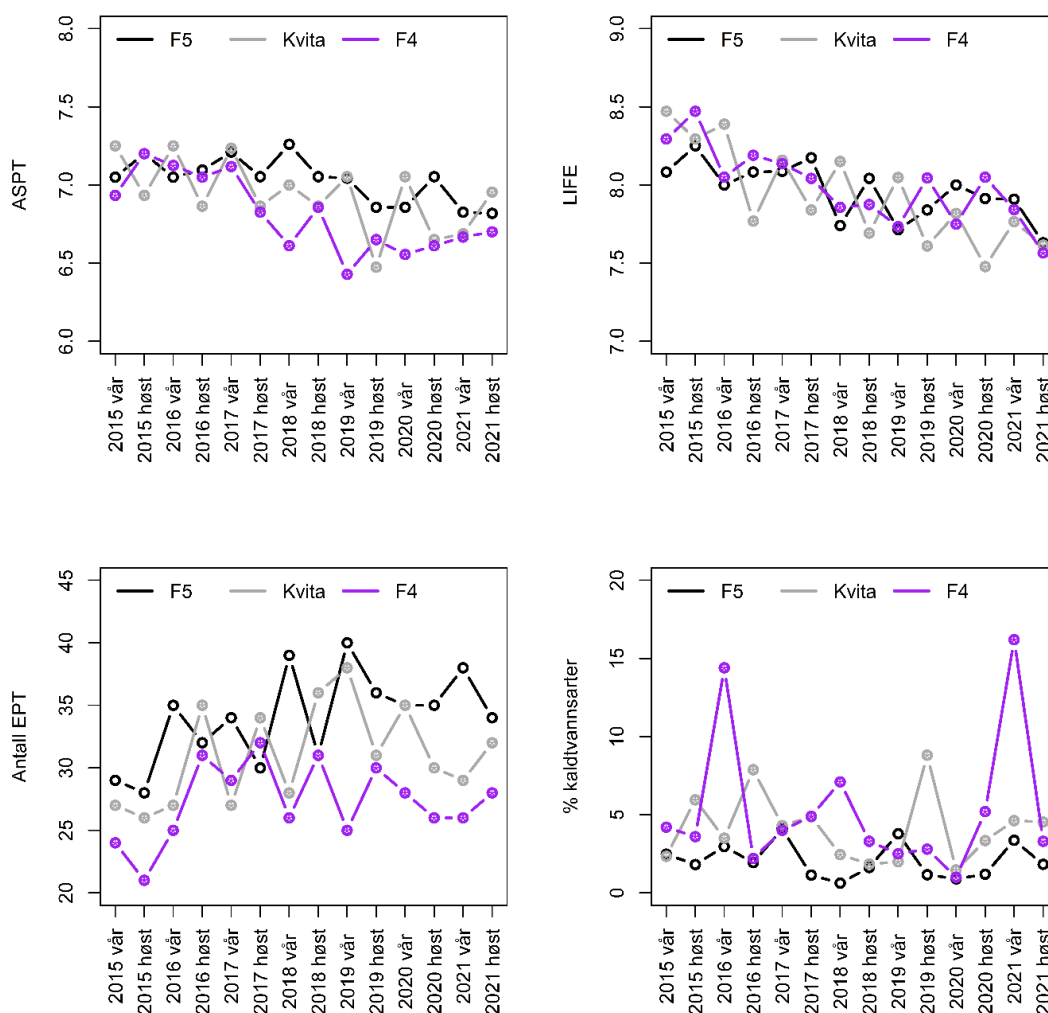 ASPT
8.0
7.5
7.0
6.5
6.0
F5 Kvita F4
2015 vår
2015 høst
2016 vår
2016 høst
2017 vår
2017 høst
2018 vår
2018 høst
2019 vår
2019 høst
2020 vår
2020 høst
2021 vår
2021 høst
LIFE
9.0
8.5
8.0
7.5
7.0
F5 Kvita F4
2015 vår
2015 høst
2016 vår
2016 høst
2017 vår
2017 høst
2018 vår
2018 høst
2019 vår
2019 høst
2020 vår
2020 høst
2021 vår
2021 høst
Antall EPT
45
40
35
30
25
20
F5 Kvita F4
2015 vår
2015 høst
2016 vår
2016 høst
2017 vår
2017 høst
2018 vår
2018 høst
2019 vår
2019 høst
2020 vår
2020 høst
2021 vår
2021 høst
% kaldtvannsarter
20
15
10
5
0
F5 Kvita F4
2015 vår
2015 høst
2016 vår
2016 høst
2017 vår
2017 høst
2018 vår
2018 høst
2019 vår
2019 høst
2020 vår
2020 høst
2021 vår
2021 høst